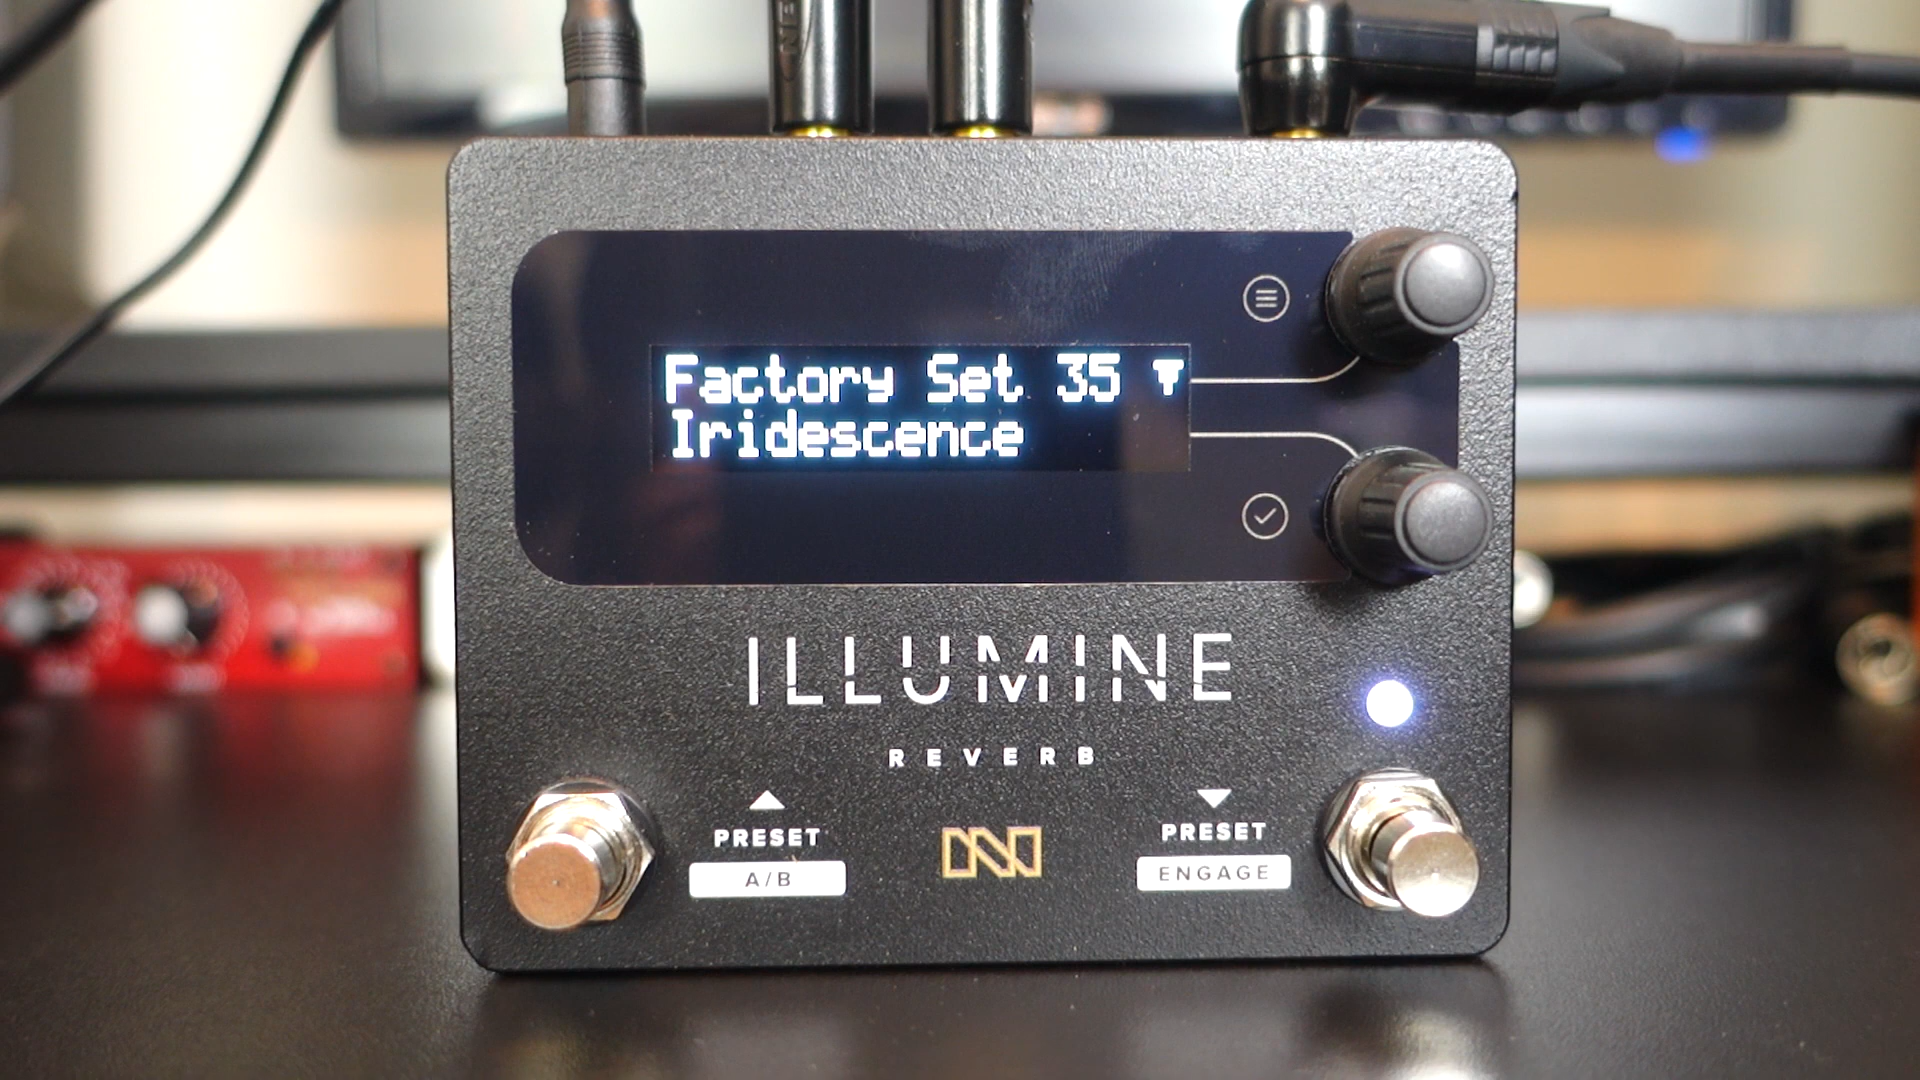 Factory Set 35 ▼
Iridescence
ILLUMINE
REVERB
PRESET
A/B
PRESET
ENGAGE